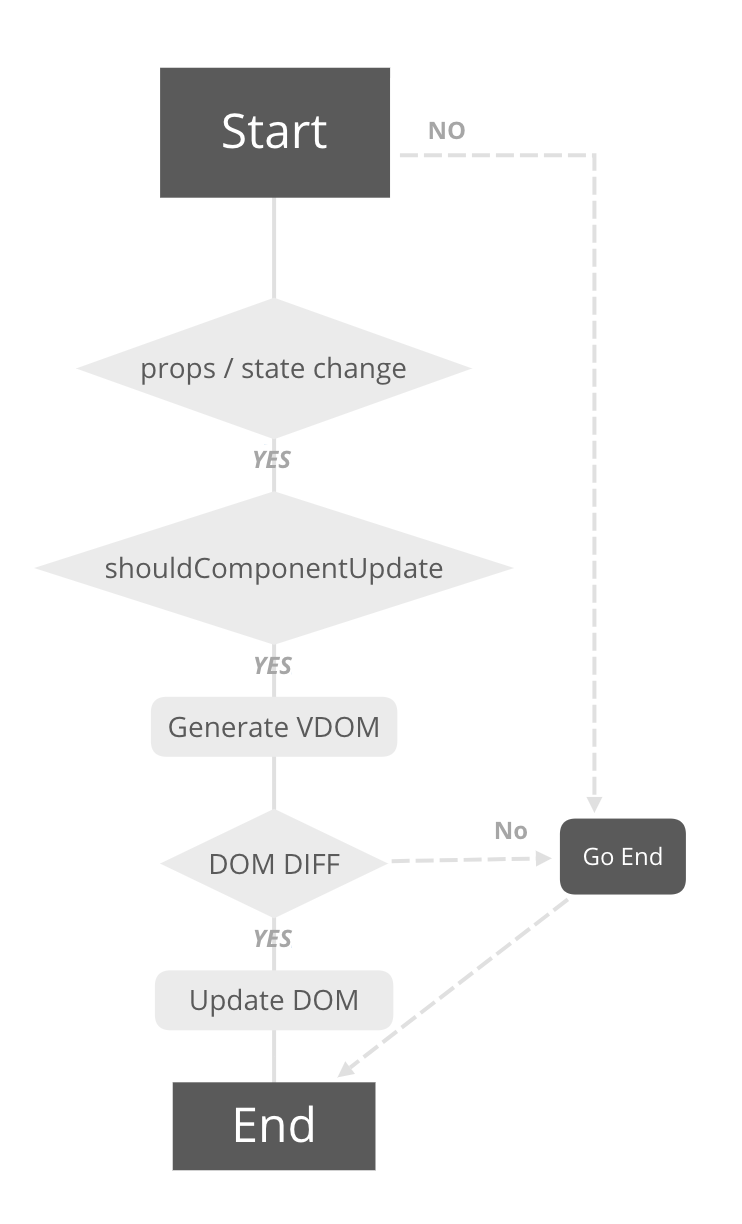 Start
NO
props / state change
YES
shouldComponentUpdate
YES
Generate VDOM
DOM DIFF
No
Go End
YES
Update DOM
End